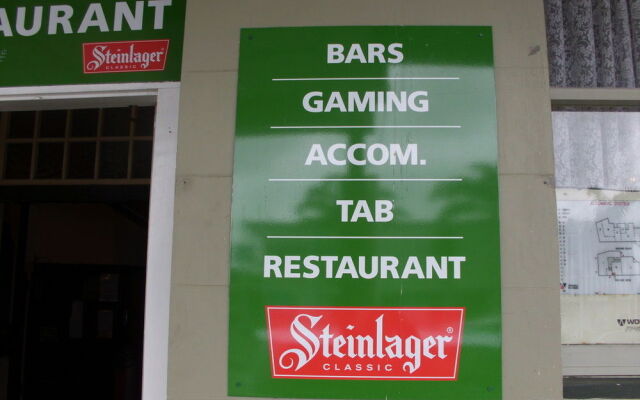 AURANT
Steinlager
CLASSIC
BARS
GAMING
ACCOM.
TAB
RESTAURANT
Steinlager®
CLASSIC